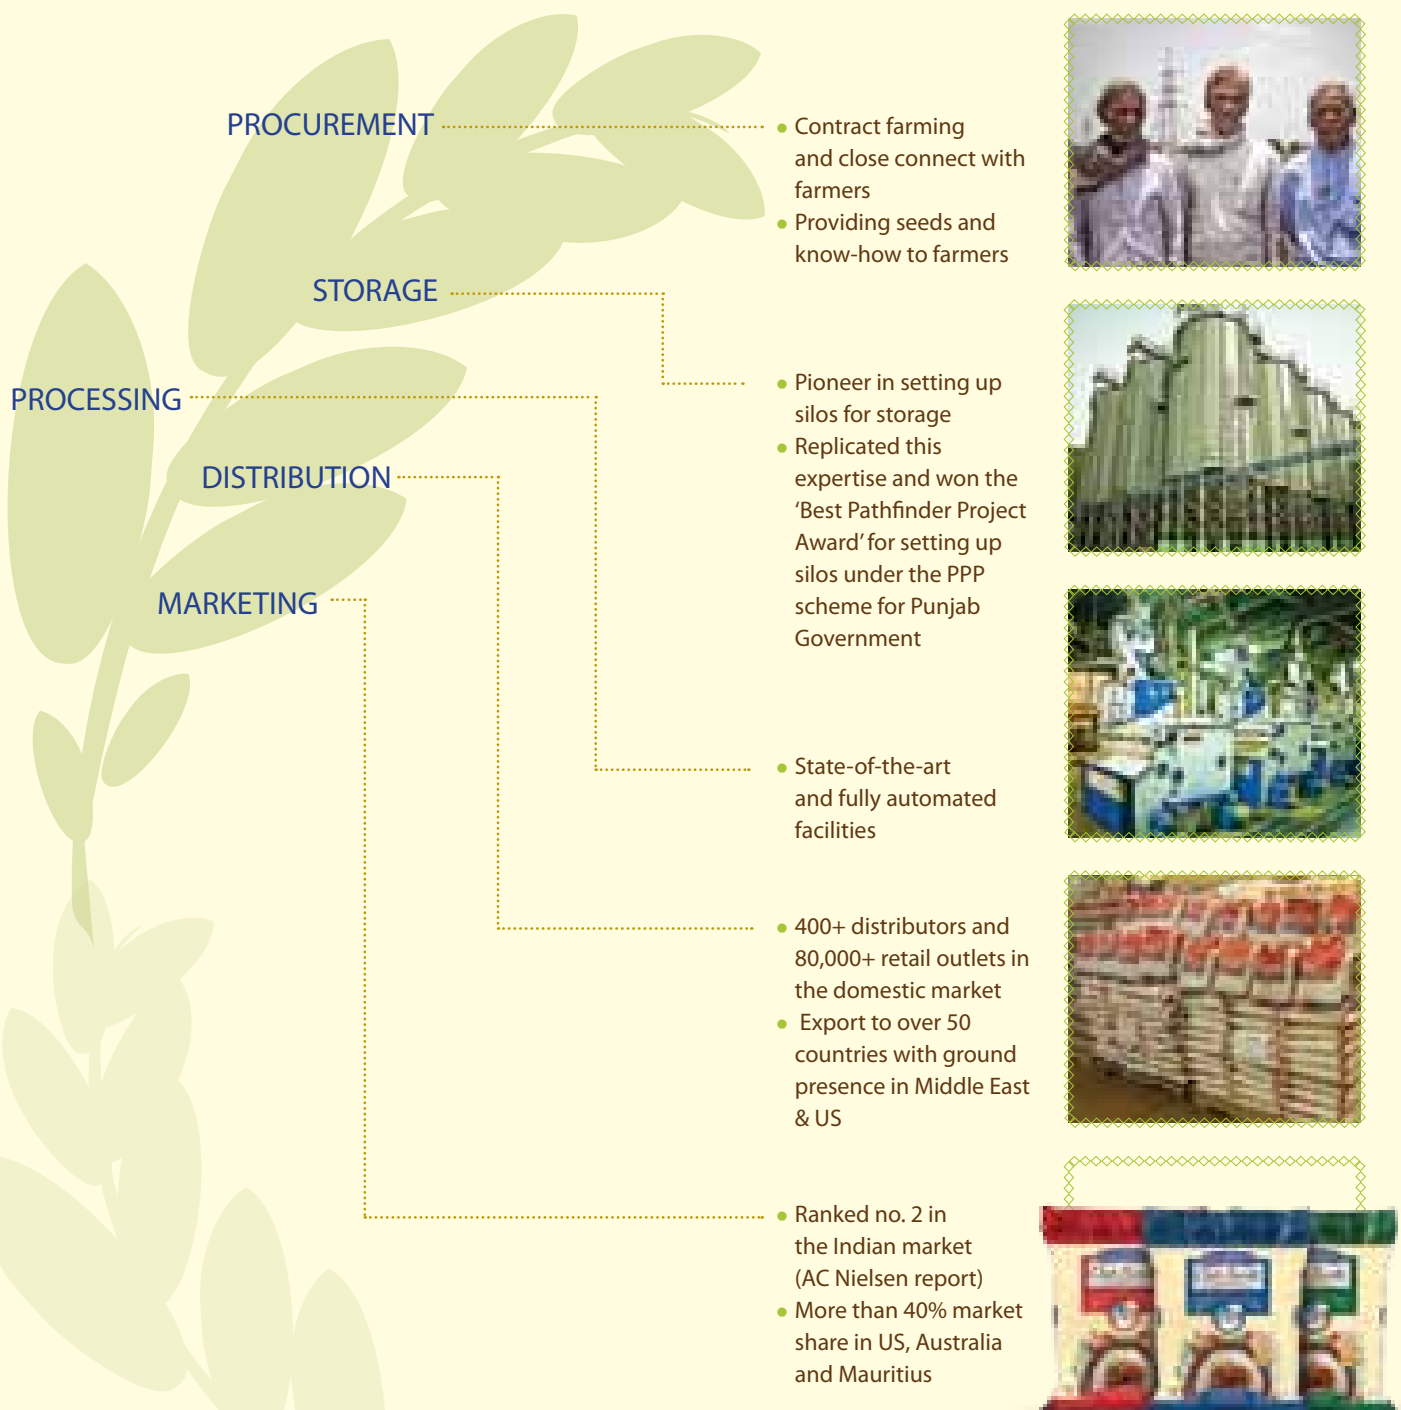 PROCUREMENT
Contract farming
and close connect with
farmers
Providing seeds and
know-how to farmers
STORAGE
Pioneer in setting up
silos for storage
Replicated this
expertise and won the
‘Best Pathfinder Project
Award’ for setting up
silos under the PPP
scheme for Punjab
Government
PROCESSING
State-of-the-art
and fully automated
facilities
DISTRIBUTION
400+ distributors and
80,000+ retail outlets in
the domestic market
Export to over 50
countries with ground
presence in Middle East
& US
MARKETING
Ranked no. 2 in
the Indian market
(AC Nielsen report)
More than 40% market
share in US, Australia
and Mauritius